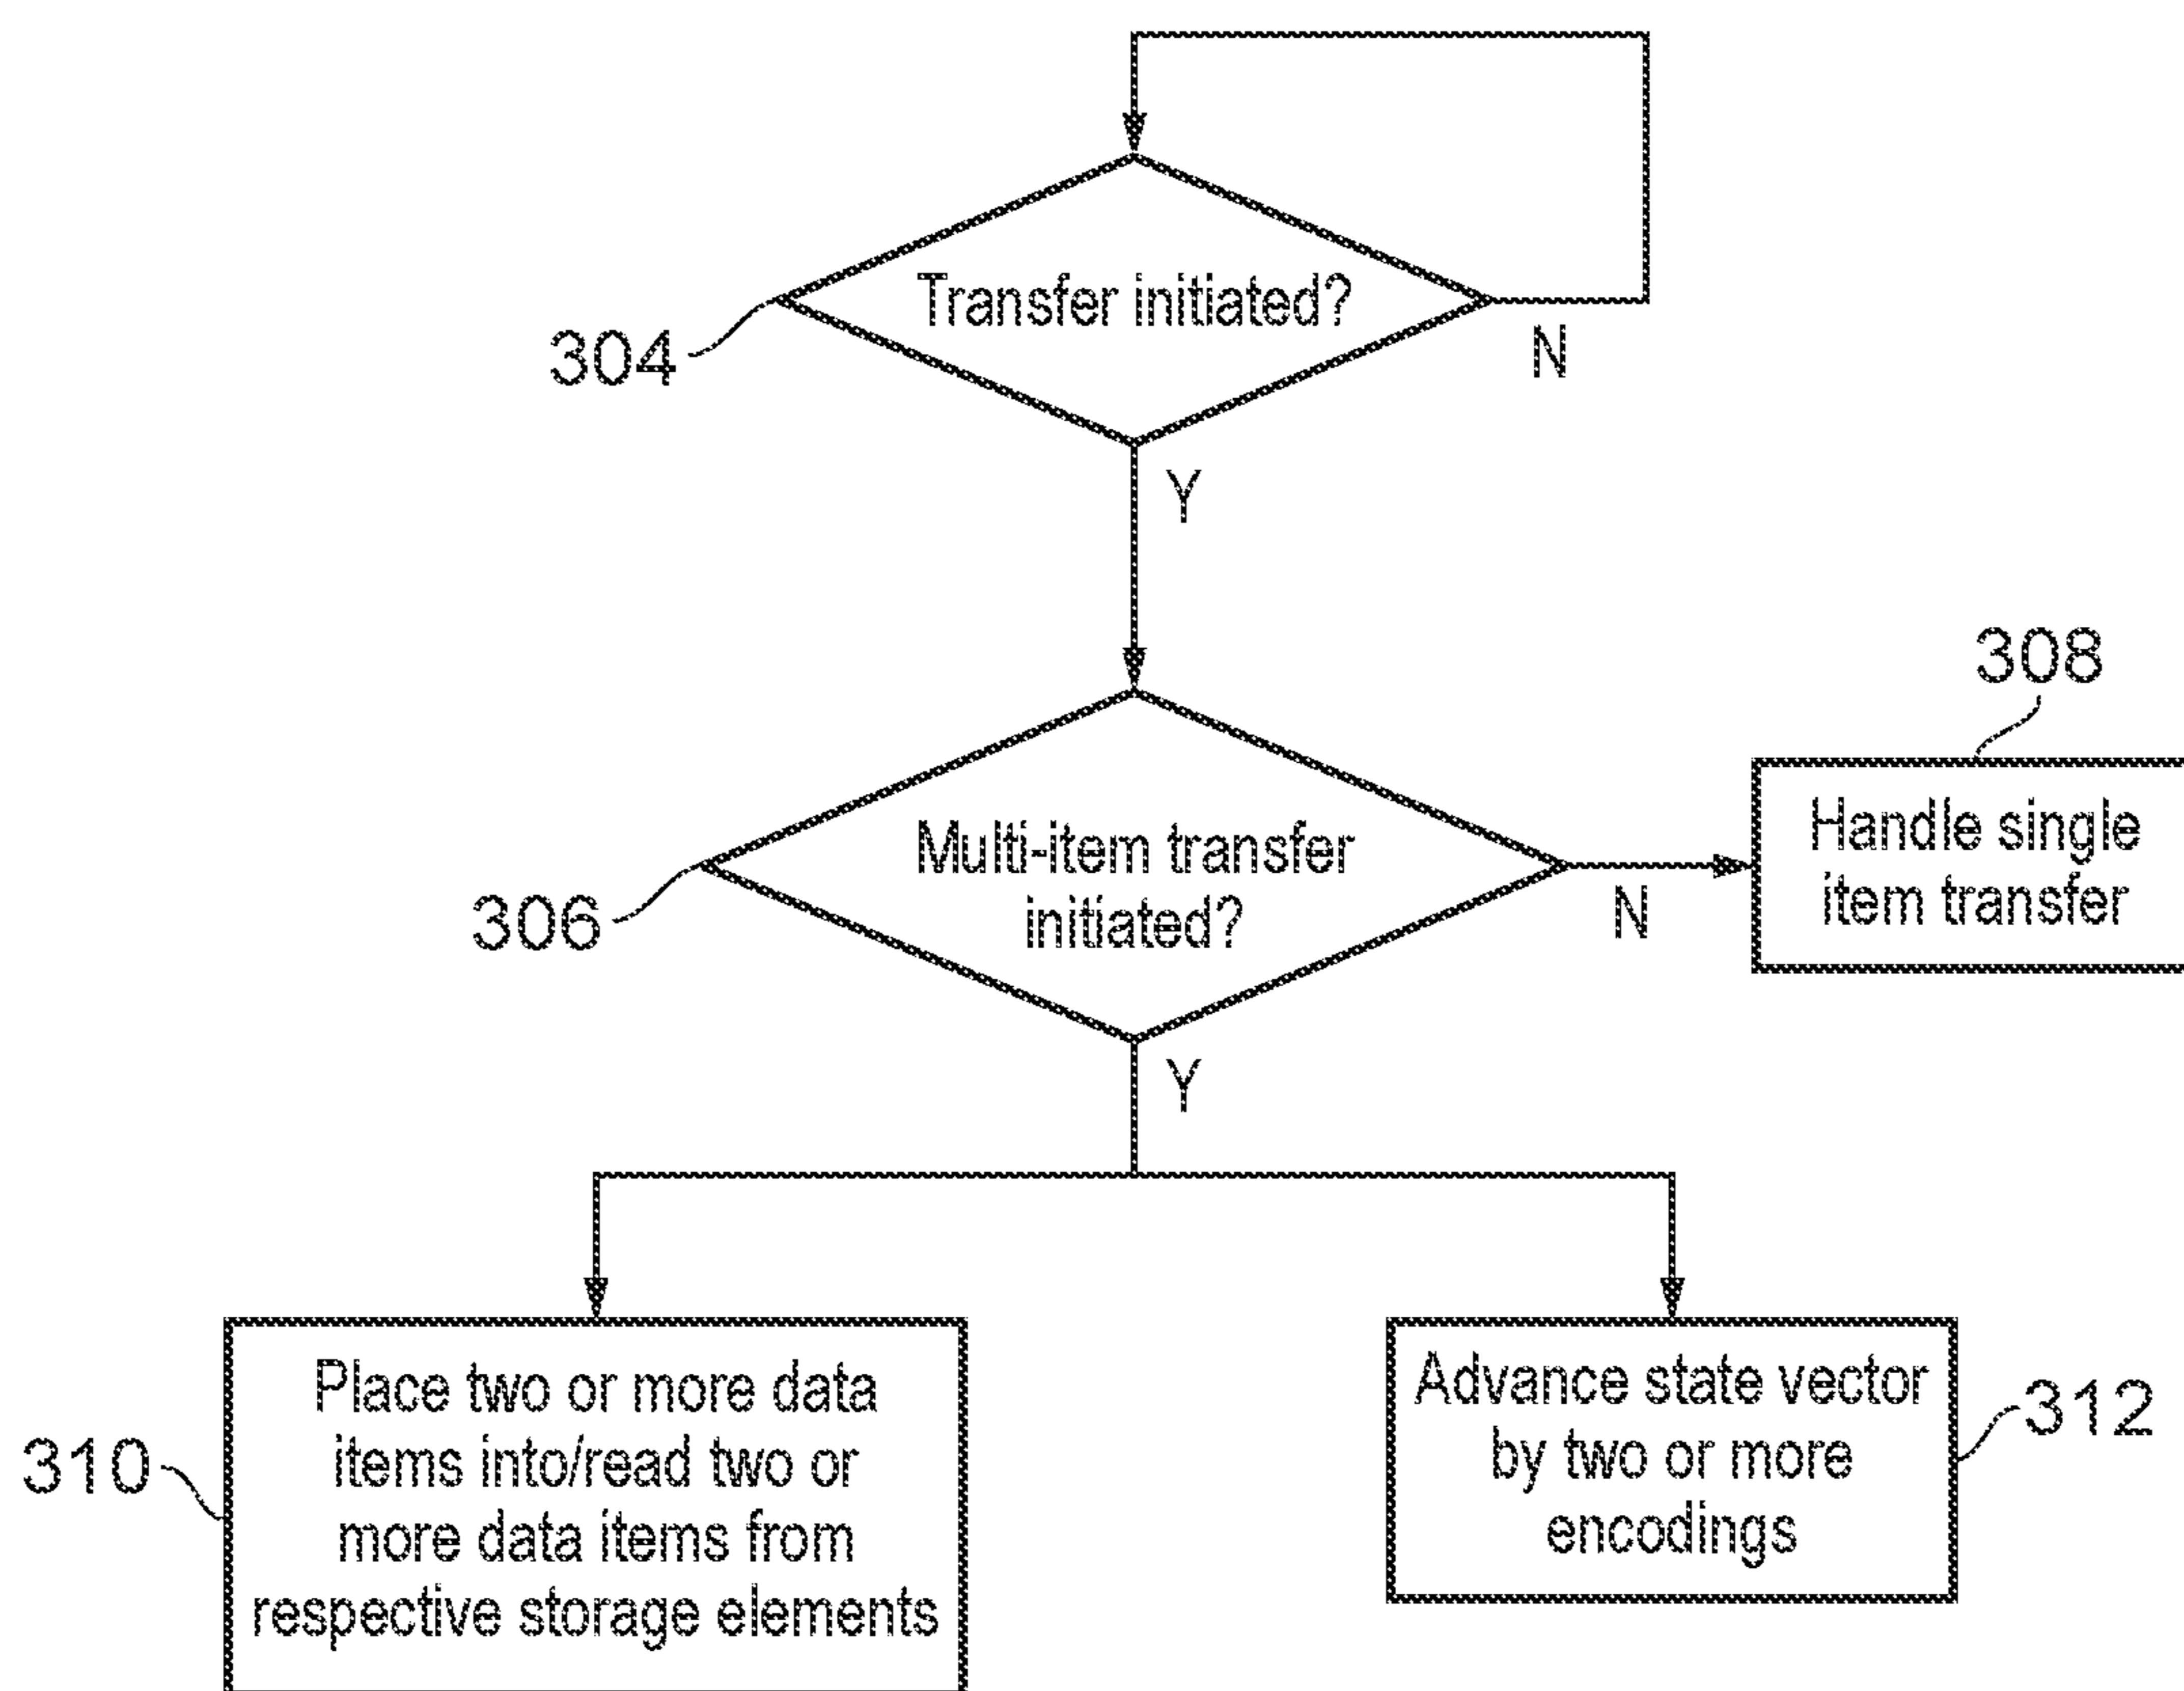 Transfer initiated?
304
N
Y
308
Multi-item transfer
initiated?
306
N
Handle single
item transfer
Y
310
Place two or more data
items into/read two or
more data items from
respective storage elements
Advance state vector
by two or more
encodings
312